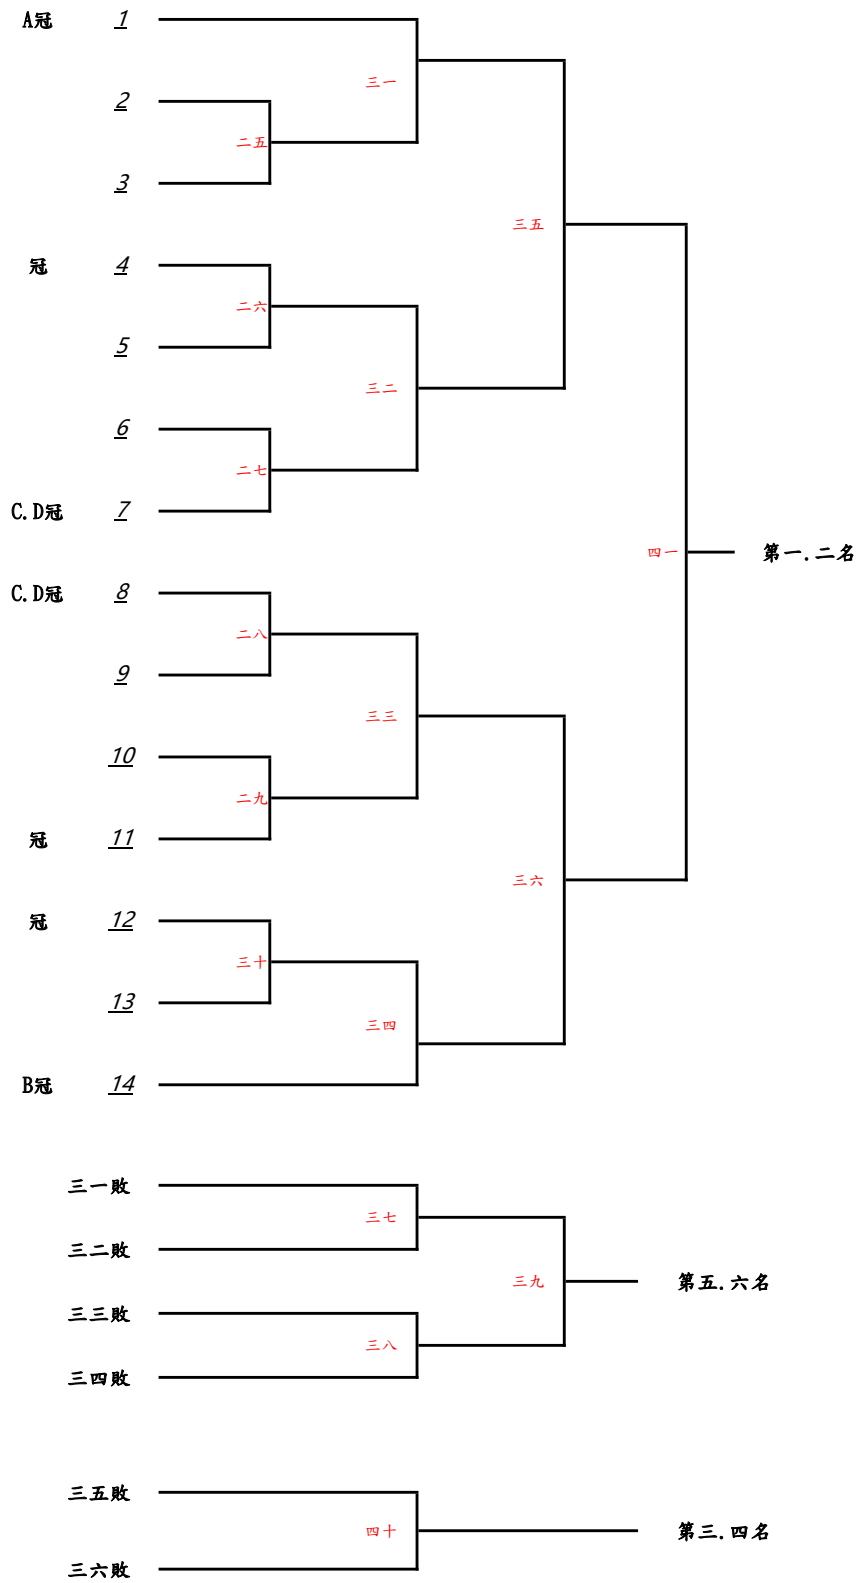 A冠 1
三一
2
二五
3
三五
冠 4
二六
5
三二
6
二七
C.D冠 7
四一 第一.二名
C.D冠 8
二八
9
三三
10
二九
冠 11
三六
冠 12
三十
13
三四
B冠 14
三一敗
三七
三二敗
三九 第五.六名
三三敗
三八
三四敗
三五敗
四十 第三.四名
三六敗